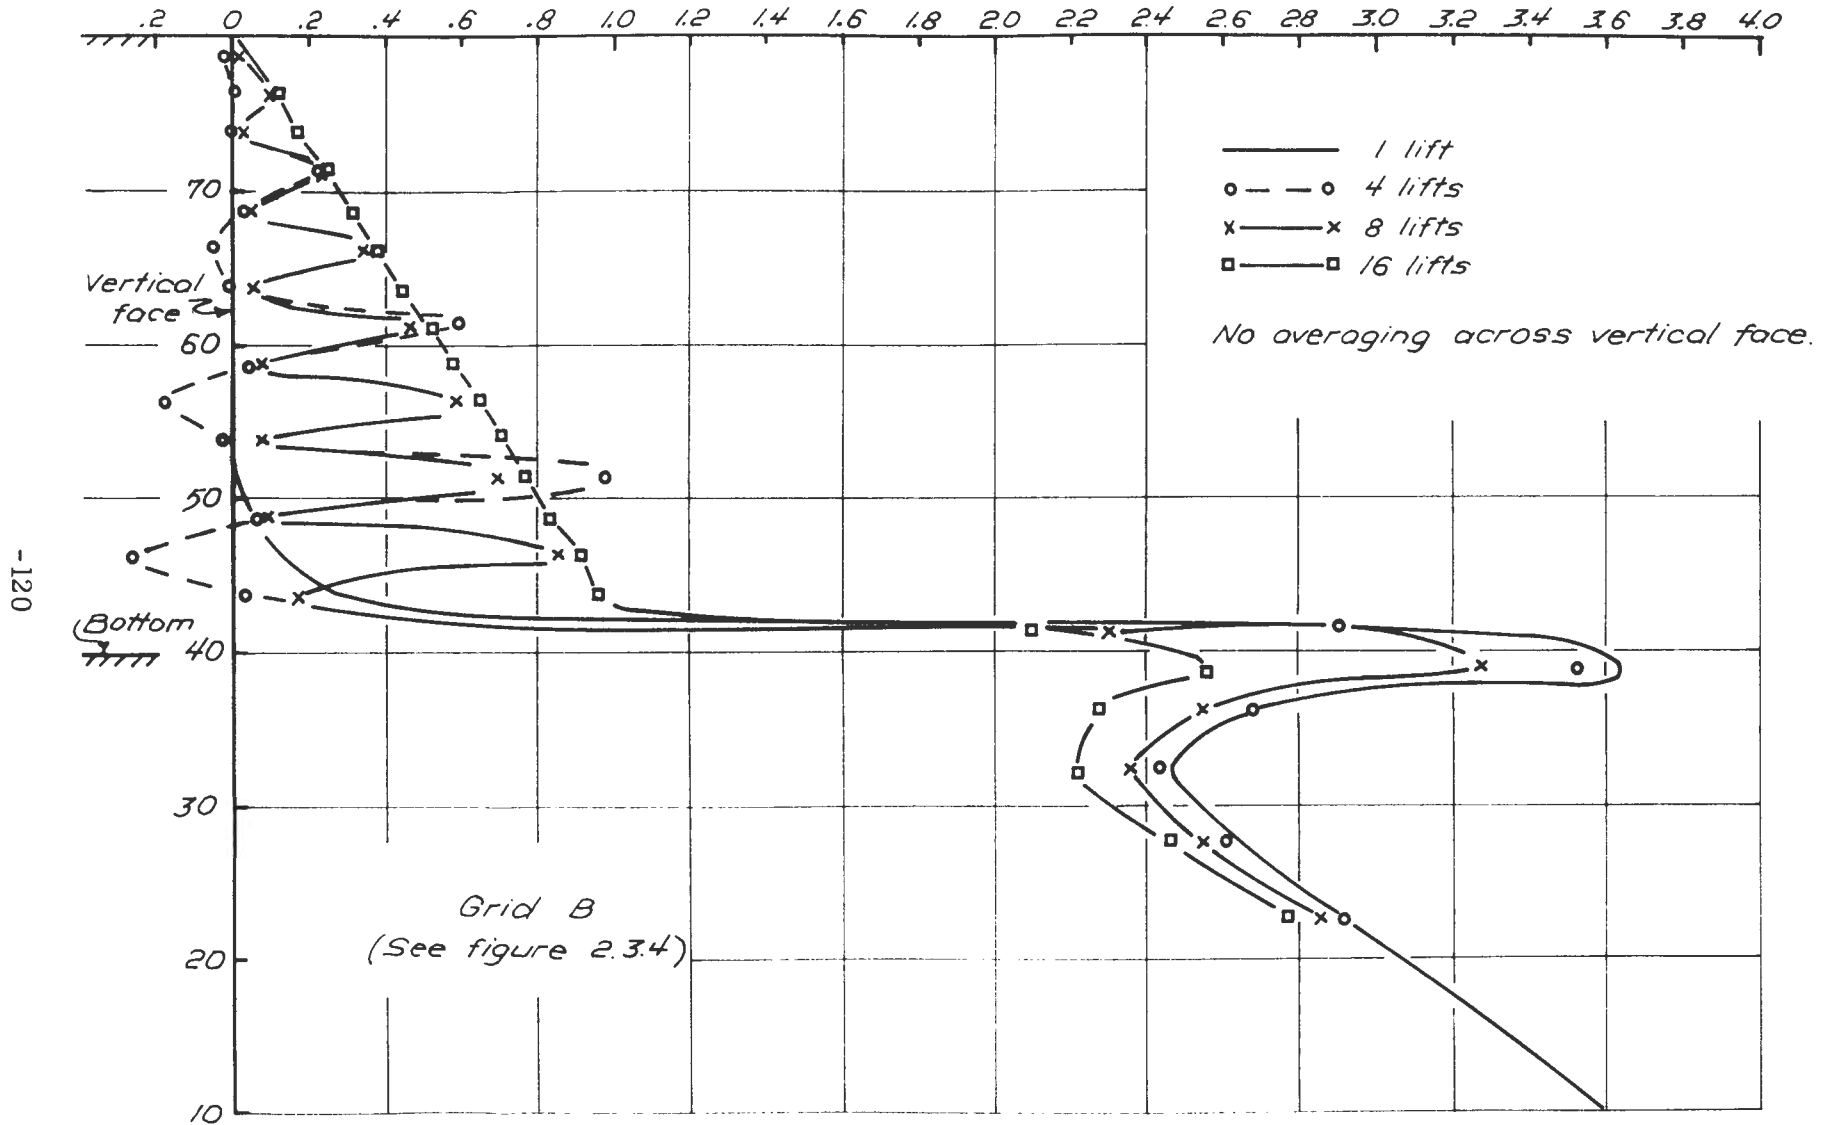 .2 0 .2 .4 .6 .8 1.0 1.2 1.4 1.6 1.8 2.0 2.2 2.4 2.6 2.8 3.0 3.2 3.4 3.6 3.8 4.0
1 lift
4 lifts
8 lifts
16 lifts
No averaging across vertical face.
70
Vertical
face
60
50
Bottom
40
30
20
10
Grid B
(See figure 2.3.4)
-120